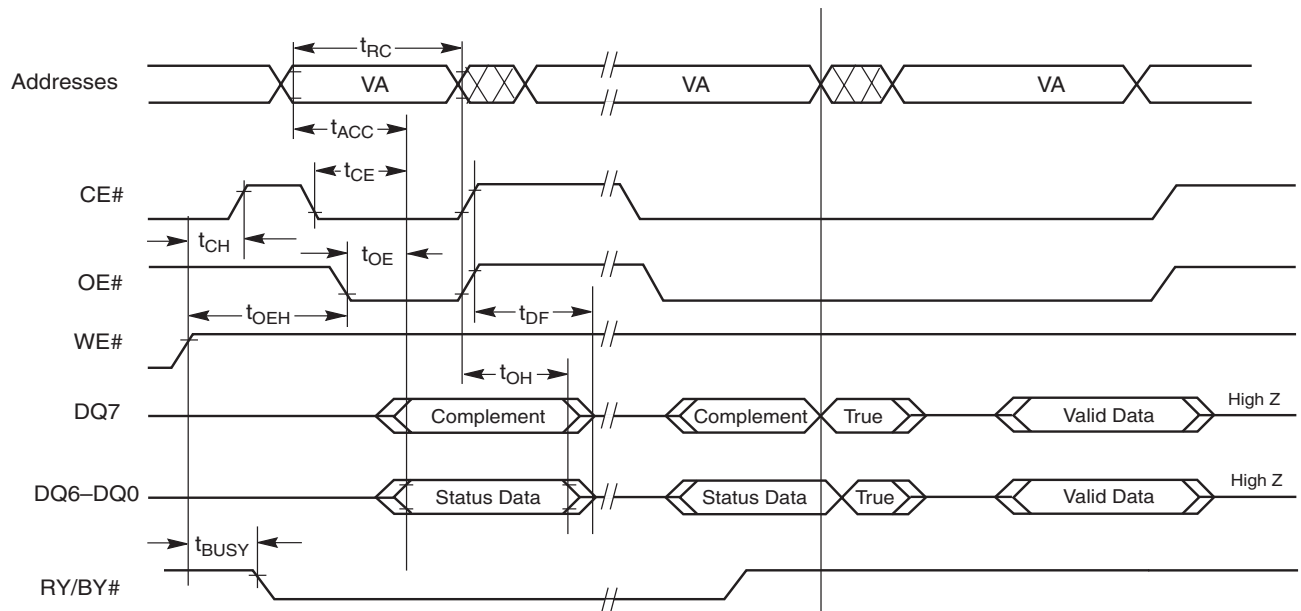 tRC
Addresses VA VA VA
tACC
tCE
CE#
tCH tOE
OE#
tOEH tDF
WE#
tOH
DQ7 Complement Complement True Valid Data High Z
DQ6–DQ0 Status Data Status Data True Valid Data High Z
tBUSY
RY/BY#